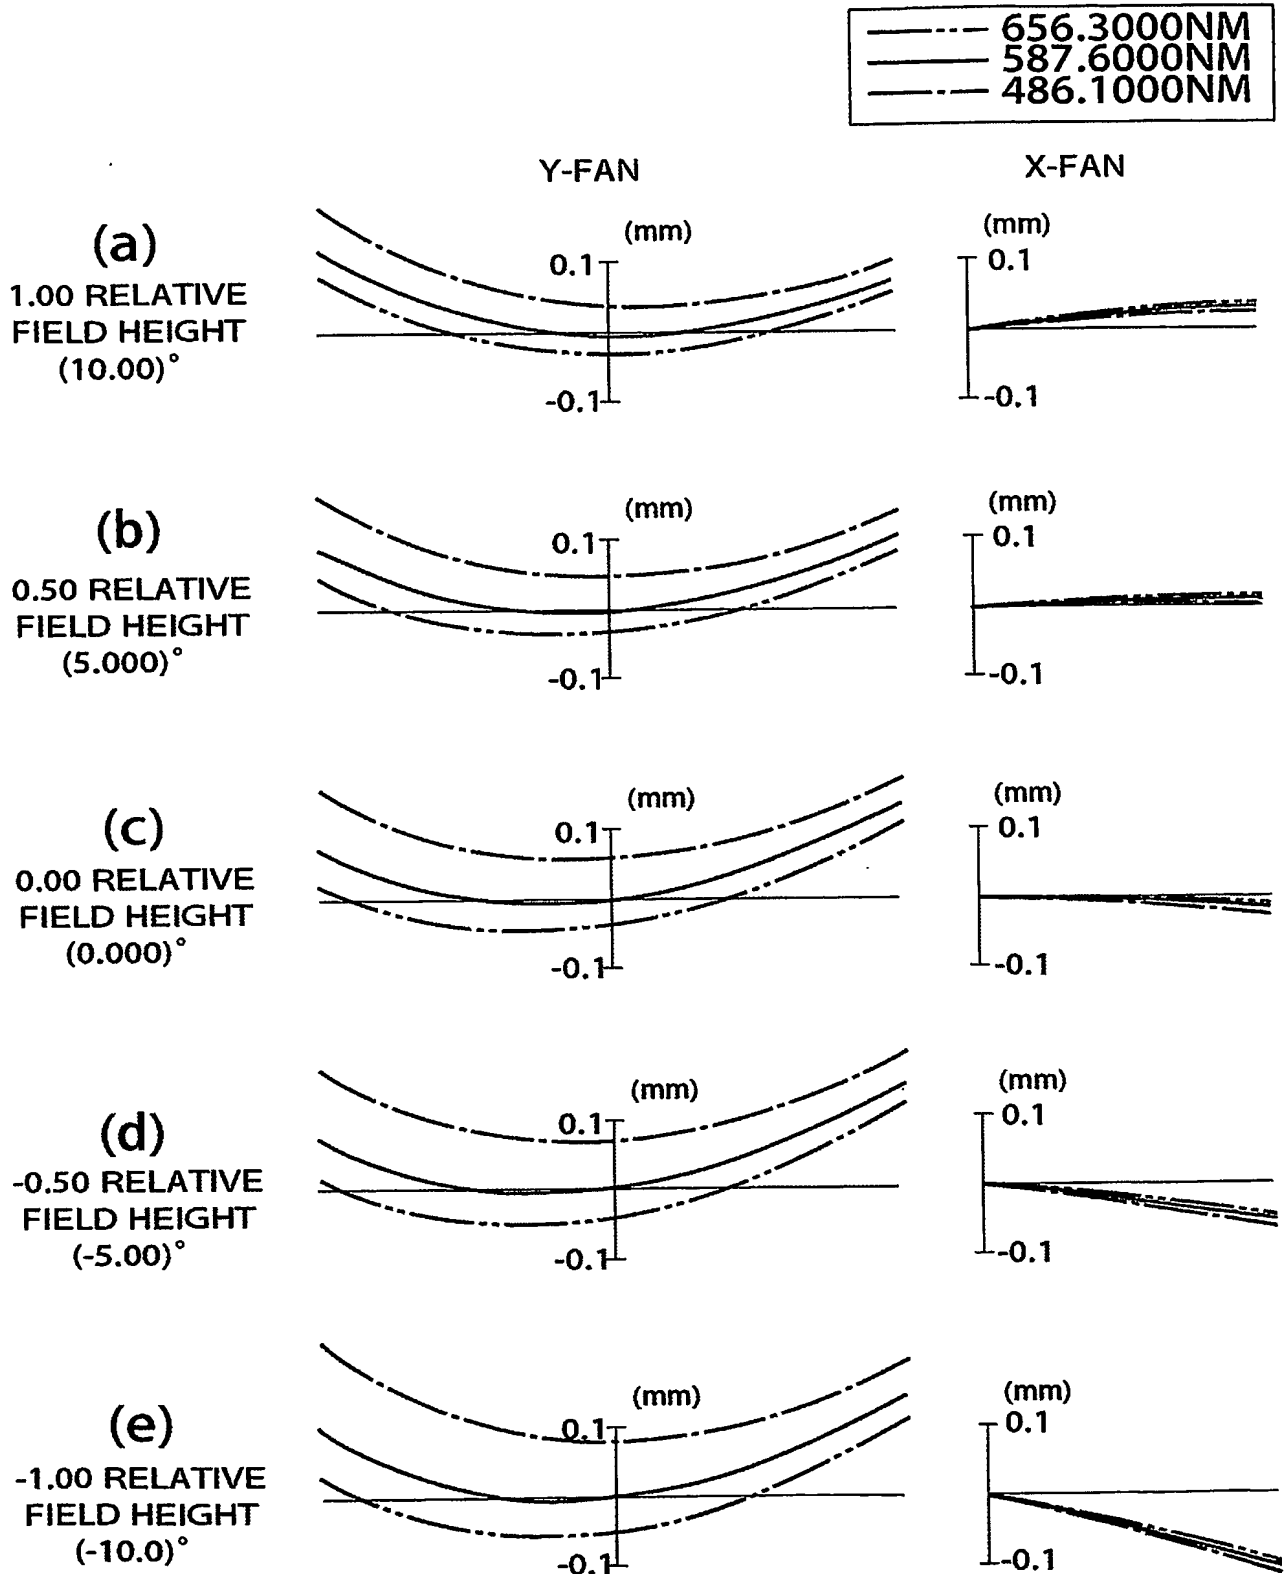 656.3000NM
587.6000NM
486.1000NM
Y-FAN
X-FAN
(a)
1.00 RELATIVE
FIELD HEIGHT
(10.00)°
(mm)
0.1
-0.1
(mm)
0.1
-0.1
(b)
0.50 RELATIVE
FIELD HEIGHT
(5.000)°
(mm)
0.1
-0.1
(mm)
0.1
-0.1
(c)
0.00 RELATIVE
FIELD HEIGHT
(0.000)°
(mm)
0.1
-0.1
(mm)
0.1
-0.1
(d)
-0.50 RELATIVE
FIELD HEIGHT
(-5.00)°
(mm)
0.1
-0.1
(mm)
0.1
-0.1
(e)
-1.00 RELATIVE
FIELD HEIGHT
(-10.0)°
(mm)
0.1
-0.1
(mm)
0.1
-0.1